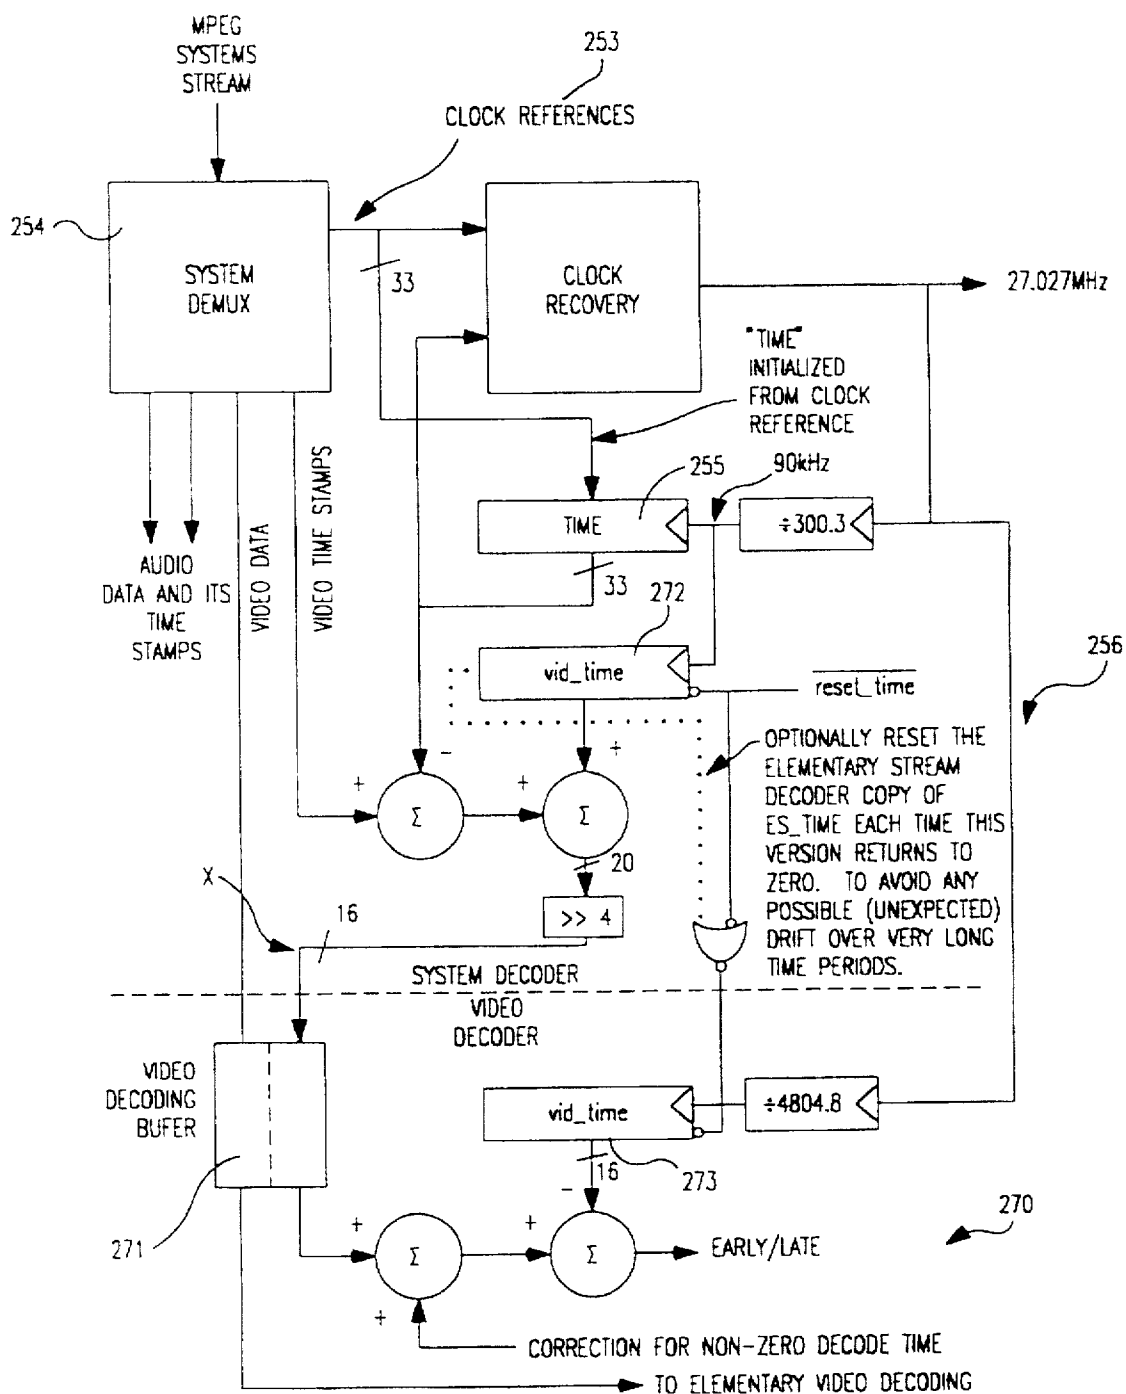 MPEG
SYSTEMS
STREAM
253
CLOCK REFERENCES
254
SYSTEM
DEMUX
33
CLOCK
RECOVERY
27.027MHz
"TIME"
INITIALIZED
FROM CLOCK
REFERENCE
255
90kHz
TIME
÷300.3
33
AUDIO
DATA AND ITS
TIME
STAMPS
VIDEO DATA
VIDEO TIME STAMPS
272
vid_time
reset_time
256
OPTIONALLY RESET THE
ELEMENTARY STREAM
DECODER COPY OF
ES_TIME EACH TIME THIS
VERSION RETURNS TO
ZERO. TO AVOID ANY
POSSIBLE (UNEXPECTED)
DRIFT OVER VERY LONG
TIME PERIODS.
-
+
+
+
Σ
Σ
20
X
16
>> 4
SYSTEM DECODER
VIDEO
DECODER
VIDEO
DECODING
BUFER
vid_time
÷4804.8
16
273
271
-
+
+
Σ
Σ
EARLY/LATE
270
+
CORRECTION FOR NON-ZERO DECODE TIME
TO ELEMENTARY VIDEO DECODING